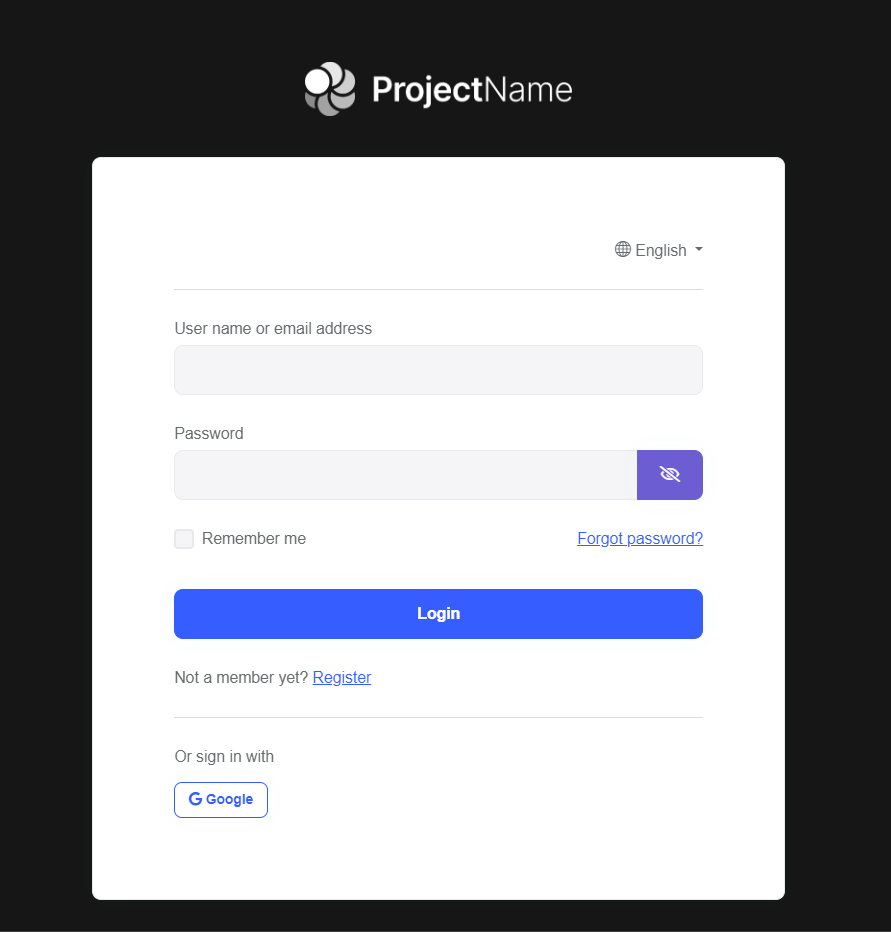 ProjectName
English
User name or email address
Password
Remember me
Forgot password?
Login
Not a member yet? Register
Or sign in with
Google